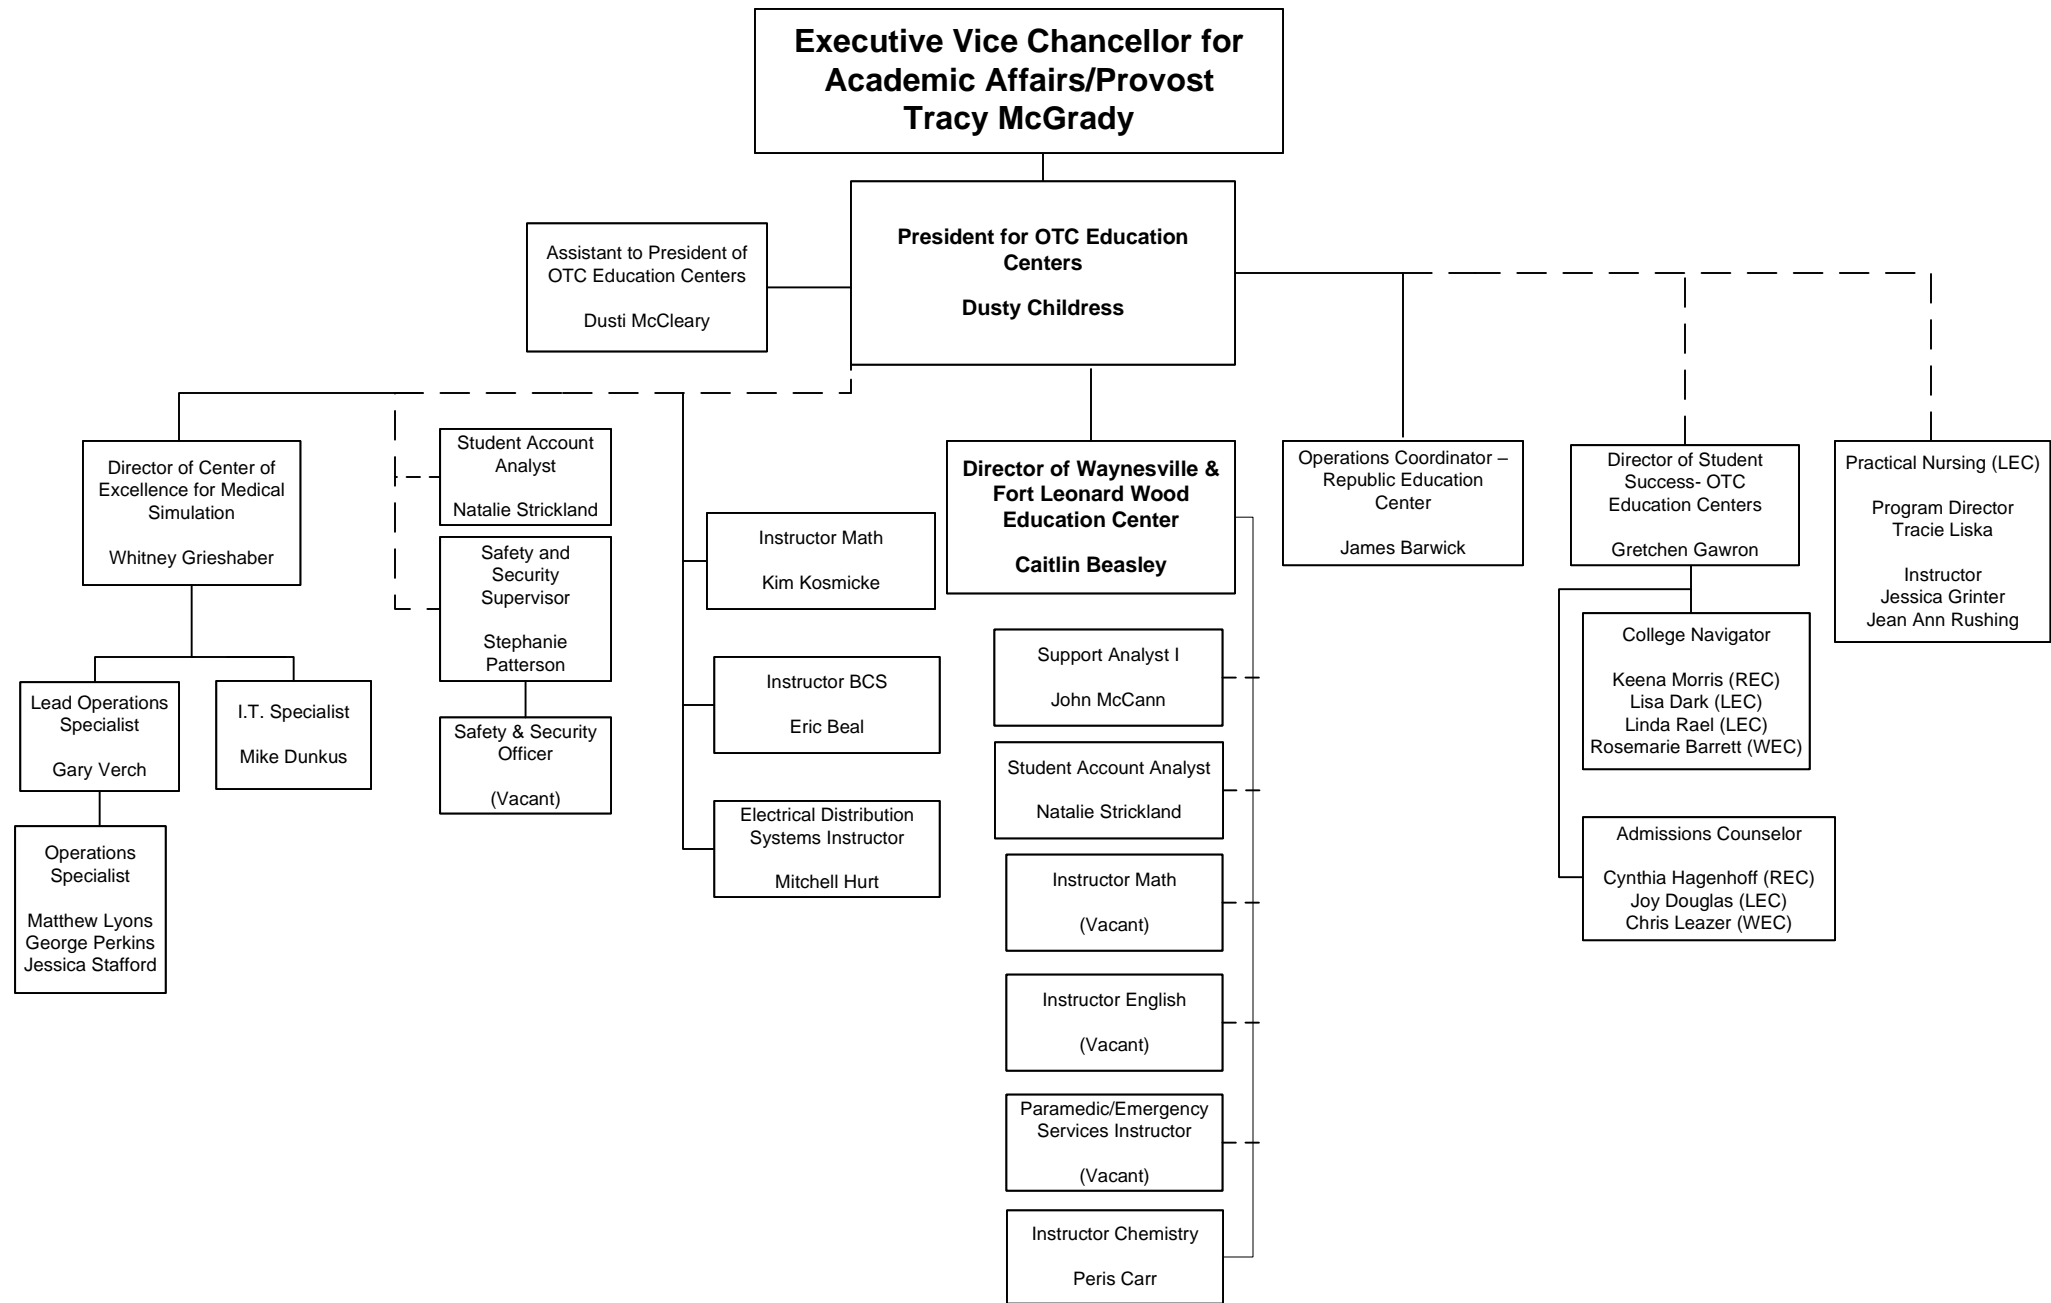 Executive Vice Chancellor for
Academic Affairs/Provost
Tracy McGrady
President for OTC Education
Centers
Dusty Childress
Assistant to President of
OTC Education Centers
Dusti McCleary
Director of Center of
Excellence for Medical
Simulation
Whitney Grieshaber
Lead Operations
Specialist
Gary Verch
I.T. Specialist
Mike Dunkus
Operations
Specialist
Matthew Lyons
George Perkins
Jessica Stafford
Student Account
Analyst
Natalie Strickland
Safety and
Security
Supervisor
Stephanie
Patterson
Safety & Security
Officer
(Vacant)
Instructor Math
Kim Kosmicke
Instructor BCS
Eric Beal
Electrical Distribution
Systems Instructor
Mitchell Hurt
Director of Waynesville &
Fort Leonard Wood
Education Center
Caitlin Beasley
Support Analyst I
John McCann
Student Account Analyst
Natalie Strickland
Instructor Math
(Vacant)
Instructor English
(Vacant)
Paramedic/Emergency
Services Instructor
(Vacant)
Instructor Chemistry
Peris Carr
Operations Coordinator –
Republic Education
Center
James Barwick
Director of Student
Success- OTC
Education Centers
Gretchen Gawron
College Navigator
Keena Morris (REC)
Lisa Dark (LEC)
Linda Rael (LEC)
Rosemarie Barrett (WEC)
Admissions Counselor
Cynthia Hagenhoff (REC)
Joy Douglas (LEC)
Chris Leazer (WEC)
Practical Nursing (LEC)
Program Director
Tracie Liska
Instructor
Jessica Grinter
Jean Ann Rushing